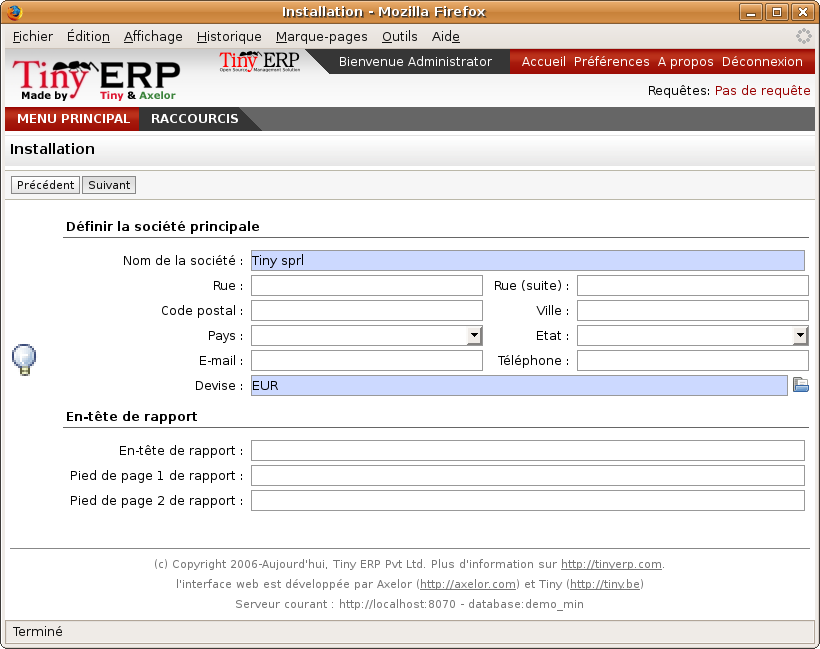 Installation - Mozilla Firefox
Fichier Édition Affichage Historique Marque-pages Outils Aide
Tiny ERP
Made by Tiny & Axelor
Tiny ERP
Open Source Management Solution
Bienvenue Administrator
Accueil Préférences A propos Déconnexion
Requêtes: Pas de requête
MENU PRINCIPAL RACCOURCIS
Installation
Précédent Suivant
Définir la société principale
Nom de la société : Tiny sprl
Rue : Rue (suite) :
Code postal : Ville :
Pays : Etat :
E-mail : Téléphone :
Devise : EUR
En-tête de rapport
En-tête de rapport :
Pied de page 1 de rapport :
Pied de page 2 de rapport :
(c) Copyright 2006-Aujourd'hui, Tiny ERP Pvt Ltd. Plus d'information sur http://tinyerp.com.
l'interface web est développée par Axelor (http://axelor.com) et Tiny (http://tiny.be)
Serveur courant : http://localhost:8070 - database:demo_min
Terminé